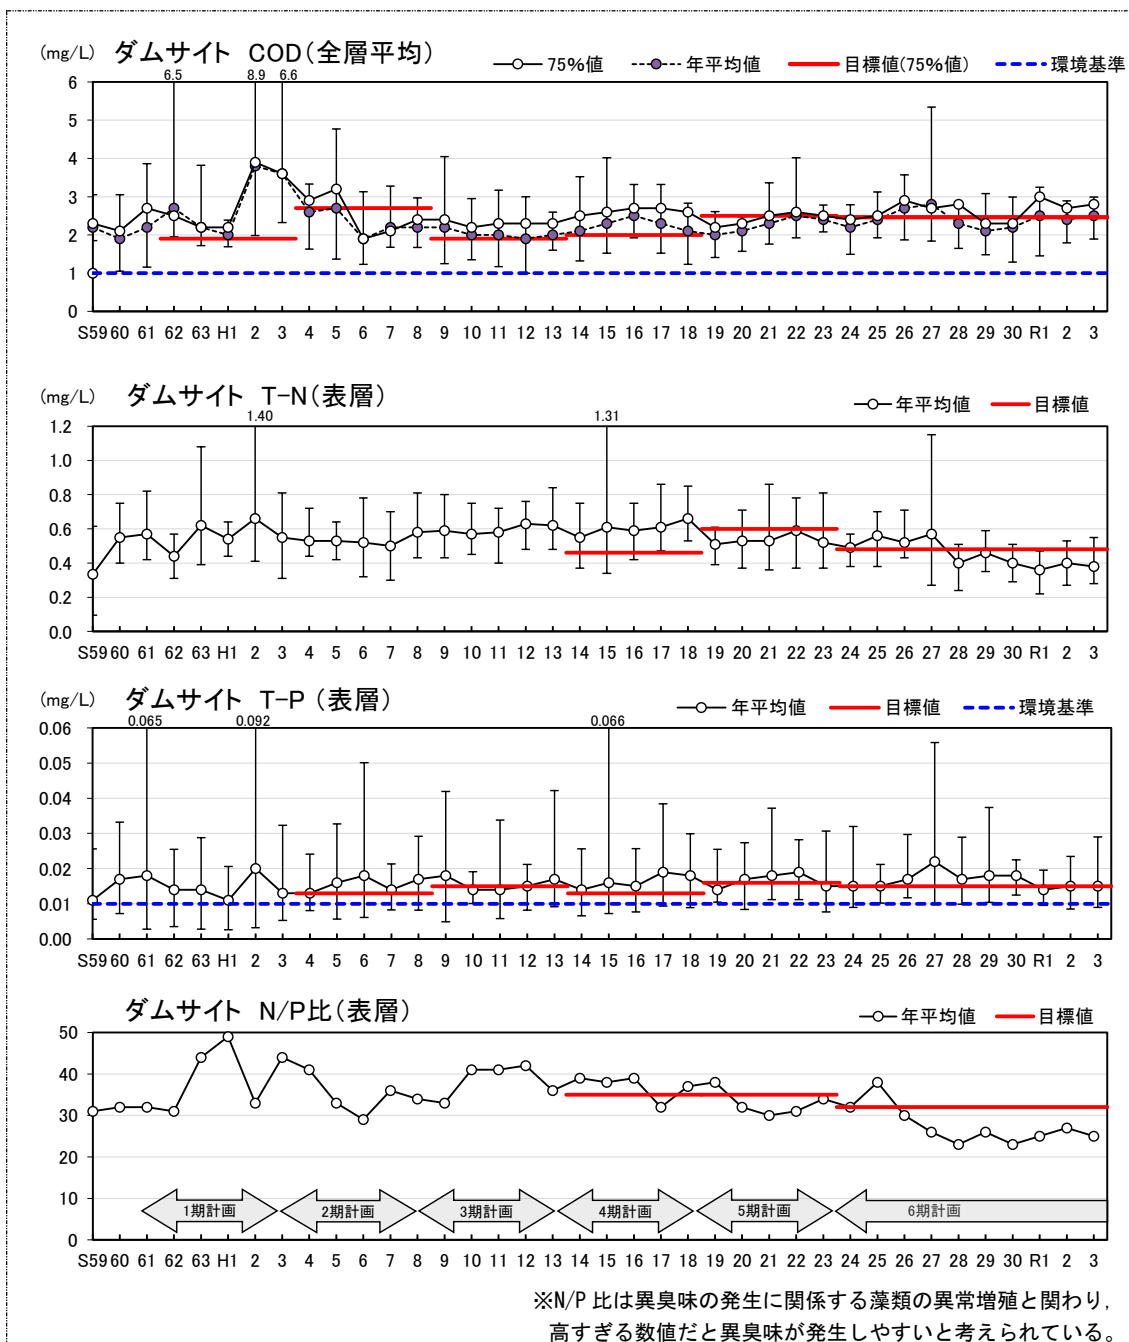 (mg/L) ダムサイト COD(全層平均)
75%値 年平均値 目標値(75%値) 環境基準
6.5 8.9 6.6
6
5
4
3
2
1
0
S59 60 61 62 63 H1 2 3 4 5 6 7 8 9 10 11 12 13 14 15 16 17 18 19 20 21 22 23 24 25 26 27 28 29 30 R1 2 3
(mg/L) ダムサイト T-N(表層)
年平均値 目標値
1.40 1.31
1.2
1.0
0.8
0.6
0.4
0.2
0.0
S59 60 61 62 63 H1 2 3 4 5 6 7 8 9 10 11 12 13 14 15 16 17 18 19 20 21 22 23 24 25 26 27 28 29 30 R1 2 3
(mg/L) ダムサイト T-P (表層)
年平均値 目標値 環境基準
0.065 0.092 0.066
0.06
0.05
0.04
0.03
0.02
0.01
0.00
S59 60 61 62 63 H1 2 3 4 5 6 7 8 9 10 11 12 13 14 15 16 17 18 19 20 21 22 23 24 25 26 27 28 29 30 R1 2 3
ダムサイト N/P比(表層)
年平均値 目標値
50
40
30
20
10
0
1期計画 2期計画 3期計画 4期計画 5期計画 6期計画
S59 60 61 62 63 H1 2 3 4 5 6 7 8 9 10 11 12 13 14 15 16 17 18 19 20 21 22 23 24 25 26 27 28 29 30 R1 2 3
※N/P 比は異臭味の発生に関係する藻類の異常増殖と関わり,
高すぎる数値だと異臭味が発生しやすいと考えられている。